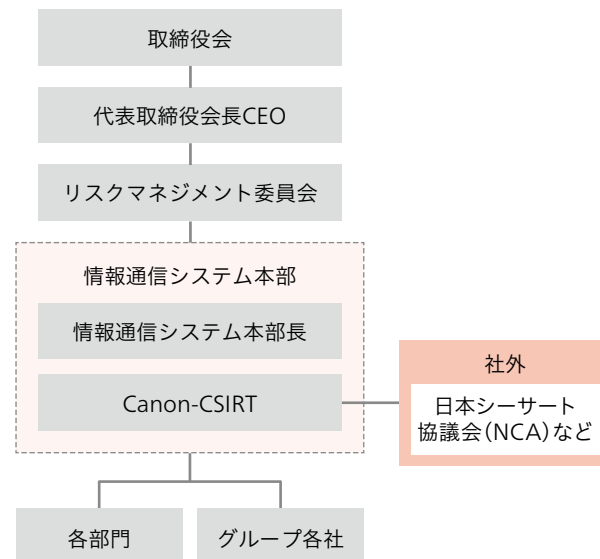 取締役会
代表取締役会長CEO
リスクマネジメント委員会
情報通信システム本部
情報通信システム本部長
Canon-CSIRT
社外
日本シーサート
協議会(NCA)など
各部門
グループ各社